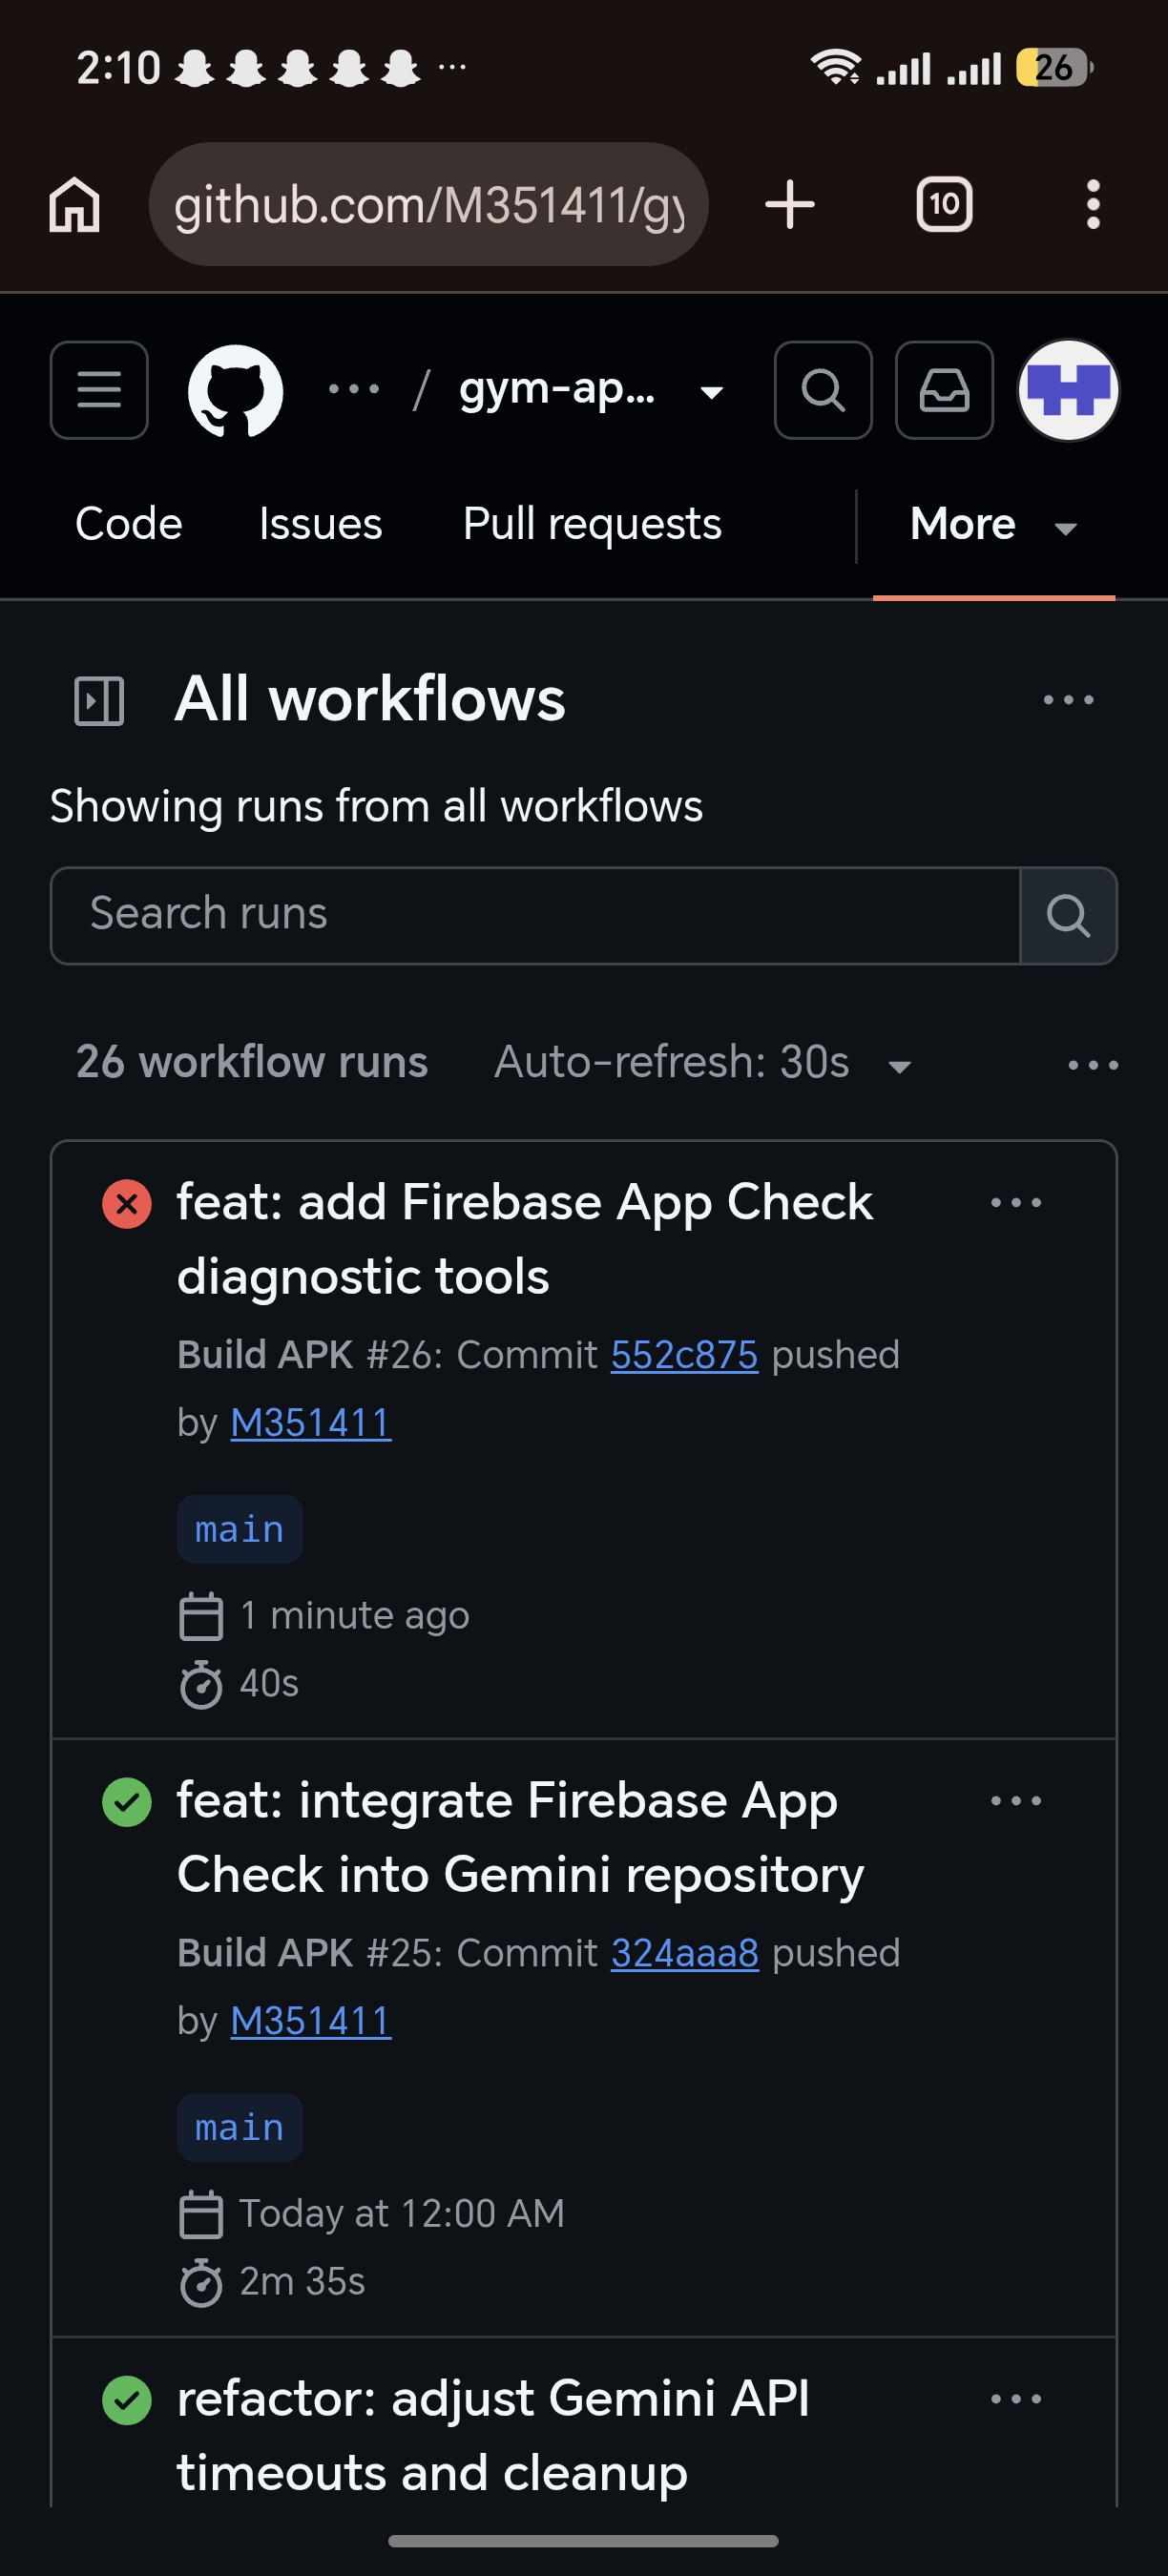 2:10
26
github.com/M351411/gy
10
/ gym-ap...
Code Issues Pull requests More
All workflows
Showing runs from all workflows
Search runs
26 workflow runs Auto-refresh: 30s
feat: add Firebase App Check
diagnostic tools
Build APK #26: Commit 552c875 pushed
by M351411
main
1 minute ago
40s
feat: integrate Firebase App
Check into Gemini repository
Build APK #25: Commit 324aaa8 pushed
by M351411
main
Today at 12:00 AM
2m 35s
refactor: adjust Gemini API
timeouts and cleanup